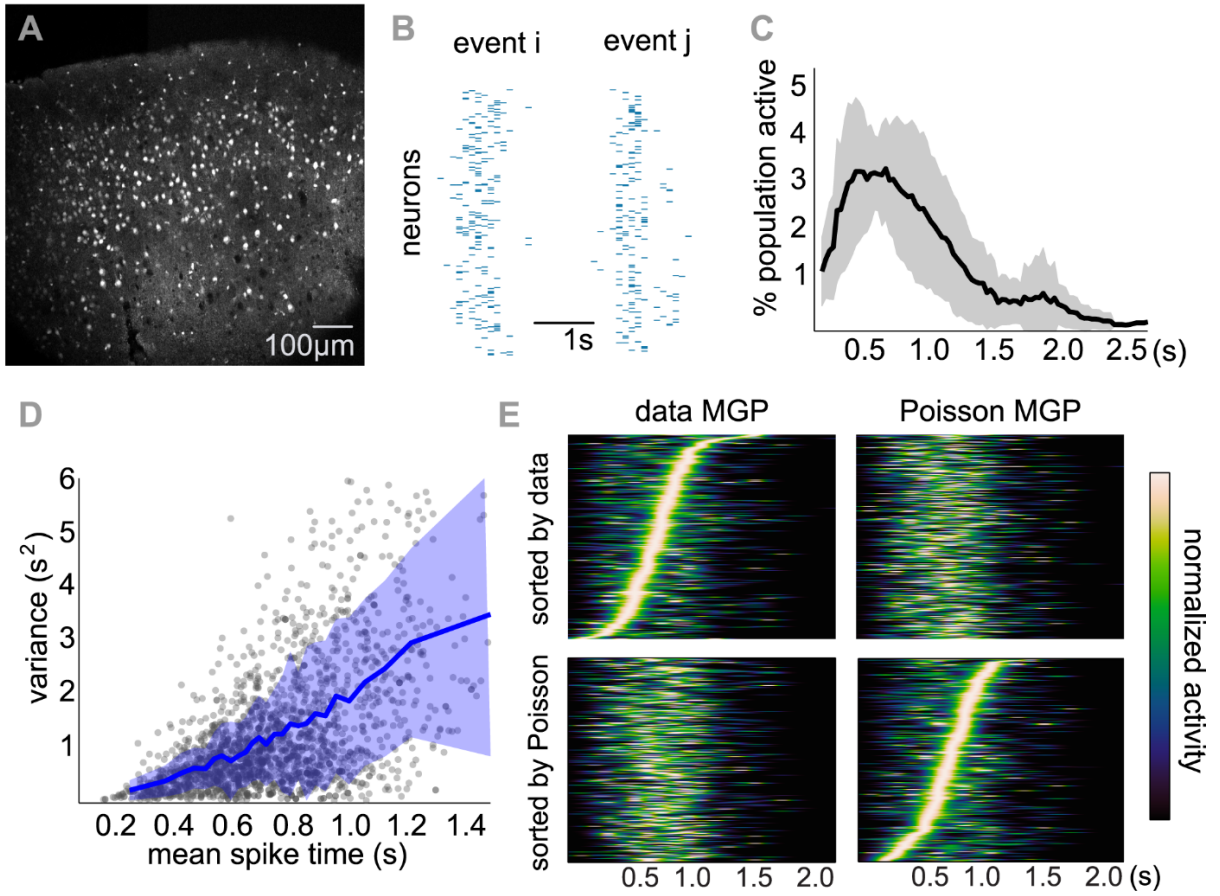 A
100µm
B
event i
event j
neurons
1s
C
% population active
5
4
3
2
1
0.5 1.0 1.5 2.0 2.5 (s)
D
variance (s²)
6
5
4
3
2
1
0.2 0.4 0.6 0.8 1.0 1.2 1.4
mean spike time (s)
E
data MGP
Poisson MGP
sorted by data
sorted by Poisson
0.5 1.0 1.5 2.0
0.5 1.0 1.5 2.0 (s)
normalized activity